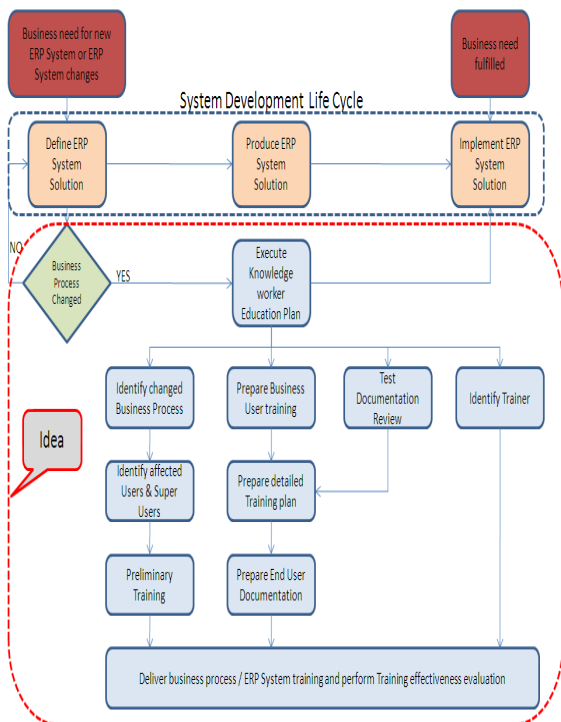 Business need for new
ERP System or ERP
System changes
Business need
fulfilled
System Development Life Cycle
Define ERP
System
Solution
Produce ERP
System
Solution
Implement ERP
System
Solution
NO
Business
Process
Changed
YES
Execute
Knowledge
worker
Education Plan
Identify changed
Business Process
Prepare Business
User training
Test
Documentation
Review
Identify Trainer
Idea
Identify affected
Users & Super
Users
Prepare detailed
Training plan
Preliminary
Training
Prepare End User
Documentation
Deliver business process / ERP System training and perform Training effectiveness evaluation